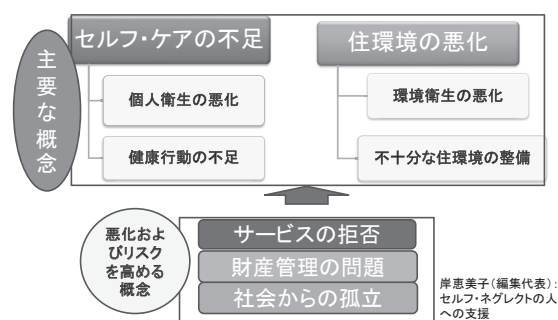 主要な概念
セルフ・ケアの不足
個人衛生の悪化
健康行動の不足
住環境の悪化
環境衛生の悪化
不十分な住環境の整備
悪化およ
びリスク
を高める
概念
サービスの拒否
財産管理の問題
社会からの孤立
岸恵美子(編集代表):
セルフ・ネグレクトの人
への支援